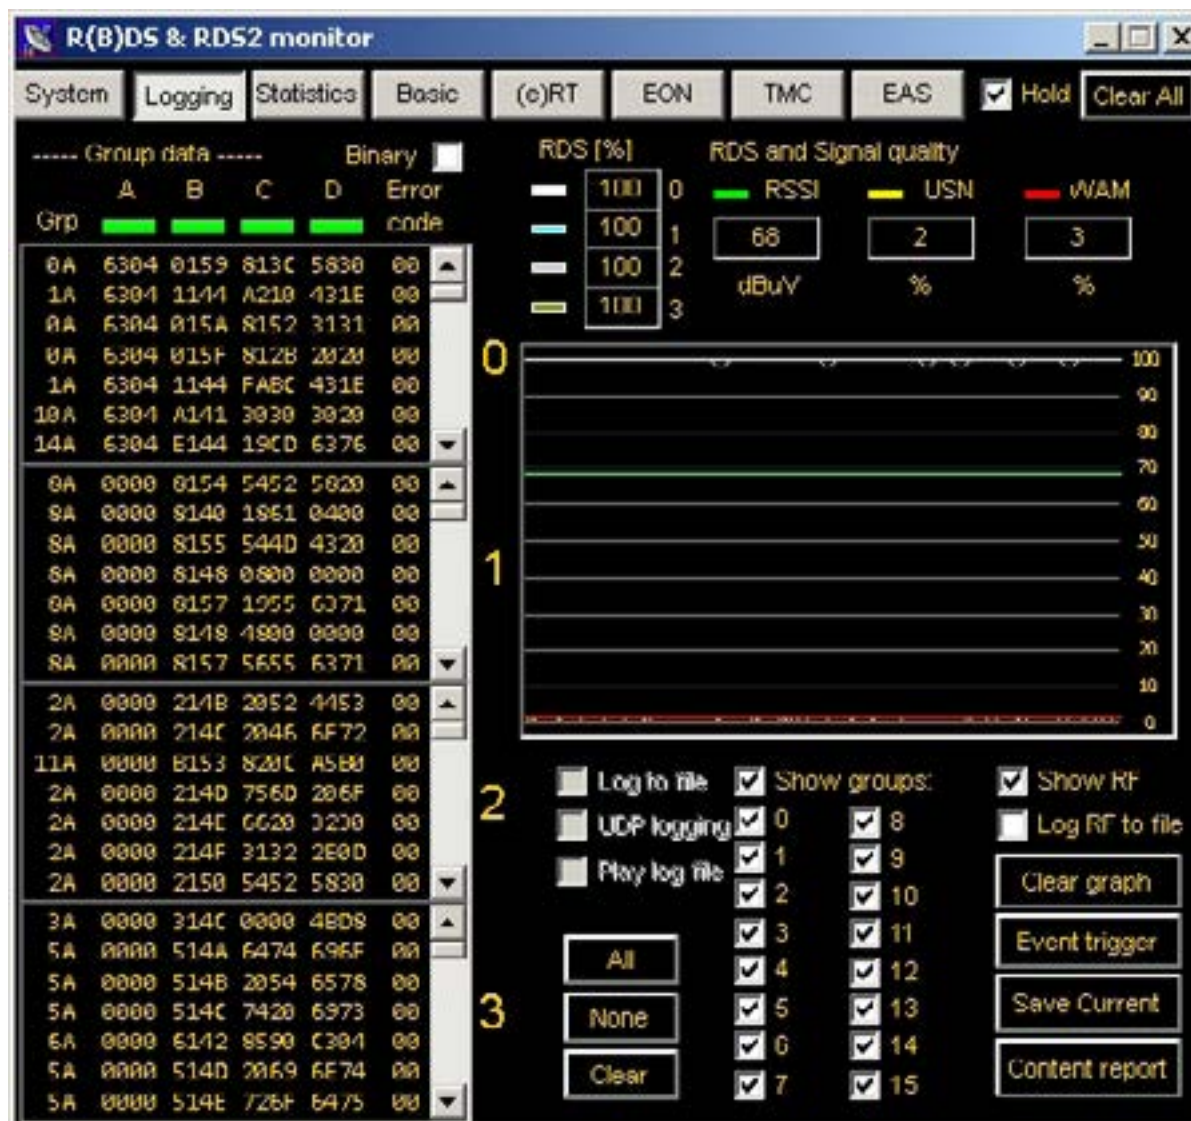 R(B)DS & RDS2 monitor
System Logging Statistics Basic (e)RT EON TMC EAS Hold Clear All
----- Group data ----- Binary
A B C D Error
Grp code
0A 6304 0159 813C 5830 00
1A 6304 1144 A210 431E 00
0A 6304 015A 8152 3131 00
0A 6304 015F 812B 2020 00
1A 6304 1144 FABC 431E 00
10A 6304 A141 3030 3020 00
14A 6304 E144 19CD 6376 00
0A 0000 0154 5452 5020 00
8A 0000 8140 1861 0400 00
8A 0000 8155 544D 4320 00
8A 0000 8148 0800 0000 00
0A 0000 0157 1955 6371 00
8A 0000 8148 4800 0000 00
8A 0000 8157 5655 6371 00
2A 0000 214B 2052 4453 00
2A 0000 214C 2046 6F72 00
11A 0000 B153 820C A5B0 00
2A 0000 214D 756D 206F 00
2A 0000 214E 6620 3230 00
2A 0000 214F 3132 2E0D 00
2A 0000 2150 5452 5830 00
3A 0000 314C 0000 4BD8 00
5A 0000 514A 6474 696F 00
5A 0000 514B 2054 6578 00
5A 0000 514C 7420 6973 00
6A 0000 6142 8590 C304 00
5A 0000 514D 2069 6E74 00
5A 0000 514E 726F 6475 00
0
1
2
3
RDS [%]
100 0
100 1
100 2
100 3
RDS and Signal quality
RSSI USN WAM
68 2 3
dBuV % %
100
90
80
70
60
50
40
30
20
10
0
Log to file
UDP logging
Play log file
All
None
Clear
Show groups:
0 8
1 9
2 10
3 11
4 12
5 13
6 14
7 15
Show RF
Log RF to file
Clear graph
Event trigger
Save Current
Content report